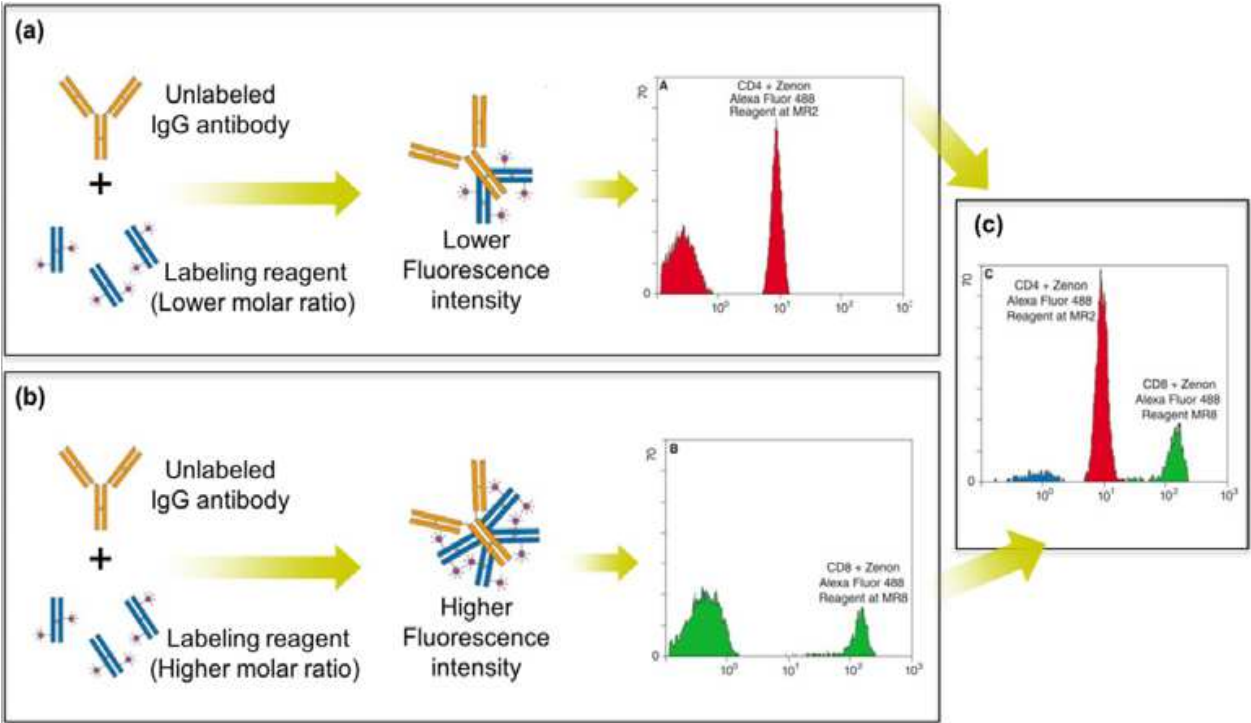 (a)
Unlabeled
IgG antibody
+
Labeling reagent
(Lower molar ratio)
Lower
Fluorescence
intensity
A
CD4 + Zenon
Alexa Fluor 488
Reagent at MR2
70
0
10⁰
10¹
10²
(b)
Unlabeled
IgG antibody
+
Labeling reagent
(Higher molar ratio)
Higher
Fluorescence
intensity
B
70
CD8 + Zenon
Alexa Fluor 488
Reagent at MR8
0
10⁰
10¹
10²
10³
(c)
C
70
CD4 + Zenon
Alexa Fluor 488
Reagent at MR2
CD8 + Zenon
Alexa Fluor 488
Reagent MR8
0
10⁰
10¹
10²
10³